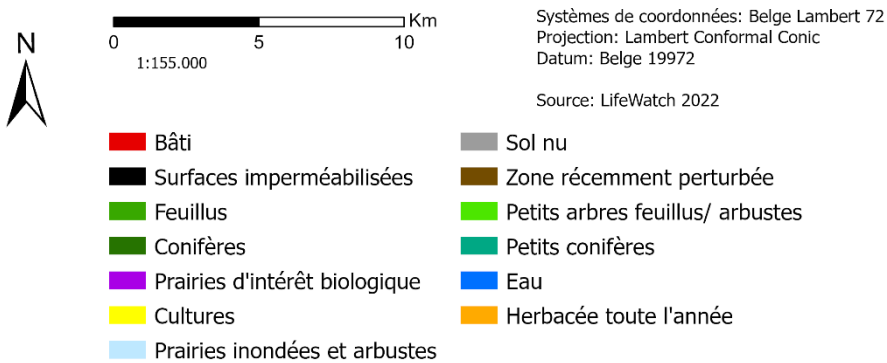 N
Km
0 5 10
1:155.000
Systèmes de coordonnées: Belge Lambert 72
Projection: Lambert Conformal Conic
Datum: Belge 19972
Source: LifeWatch 2022
Bâti
Surfaces imperméabilisées
Feuillus
Conifères
Prairies d'intérêt biologique
Cultures
Prairies inondées et arbustes
Sol nu
Zone récemment perturbée
Petits arbres feuillus/ arbustes
Petits conifères
Eau
Herbacée toute l'année